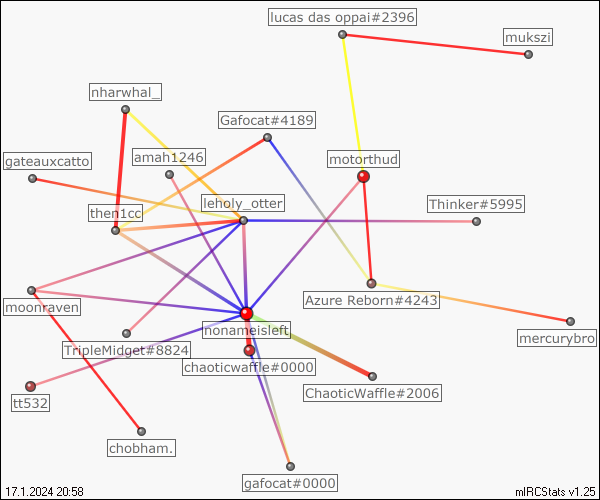 lucas das oppai#2396
mukszi
nharwhal_
Gafocat#4189
amah1246
motorthud
gateauxcatto
leholy_otter
Thinker#5995
then1cc
Azure Reborn#4243
moonraven
nonameisleft
mercurybro
TripleMidget#8824
chaoticwaffle#0000
ChaoticWaffle#2006
tt532
chobham.
gafocat#0000
17.1.2024 20:58
mIRCStats v1.25